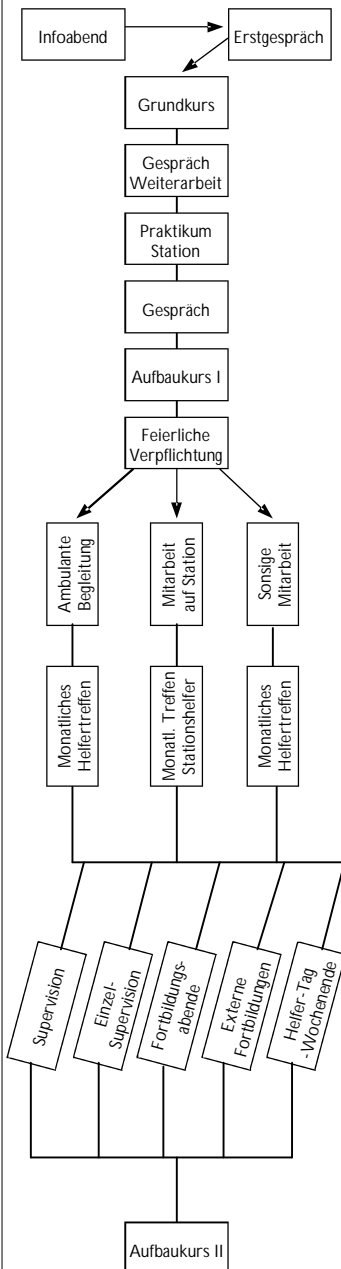 Infoabend
Erstgespräch
Grundkurs
Gespräch
Weiterarbeit
Praktikum
Station
Gespräch
Aufbaukurs I
Feierliche
Verpflichtung
Ambulante
Begleitung
Mitarbeit
auf Station
Sonsige
Mitarbeit
Monatliches
Helfertreffen
Monatl. Treffen
Stationshelfer
Monatliches
Helfertreffen
Supervision
Einzel-
Supervision
Fortbildungs-
abende
Externe
Fortbildungen
Helfer-Tag
-Wochenende
Aufbaukurs II